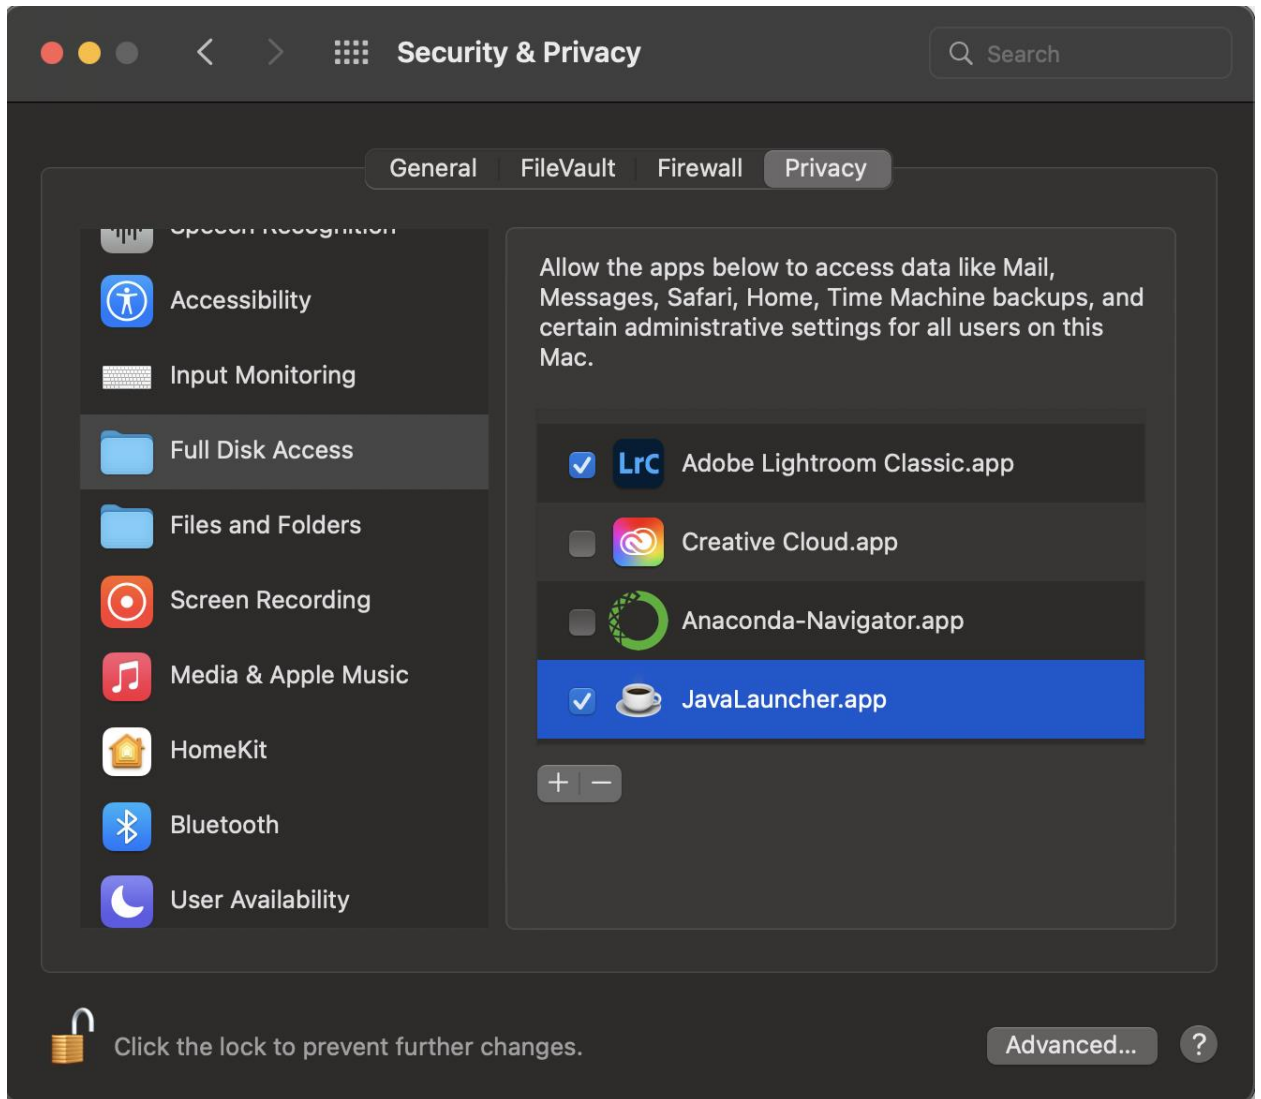 Security & Privacy
Search
General FileVault Firewall Privacy
Speech Recognition
Accessibility
Input Monitoring
Full Disk Access
Files and Folders
Screen Recording
Media & Apple Music
HomeKit
Bluetooth
User Availability
Allow the apps below to access data like Mail,
Messages, Safari, Home, Time Machine backups, and
certain administrative settings for all users on this
Mac.
LrC Adobe Lightroom Classic.app
Creative Cloud.app
Anaconda-Navigator.app
JavaLauncher.app
Click the lock to prevent further changes.
Advanced... ?